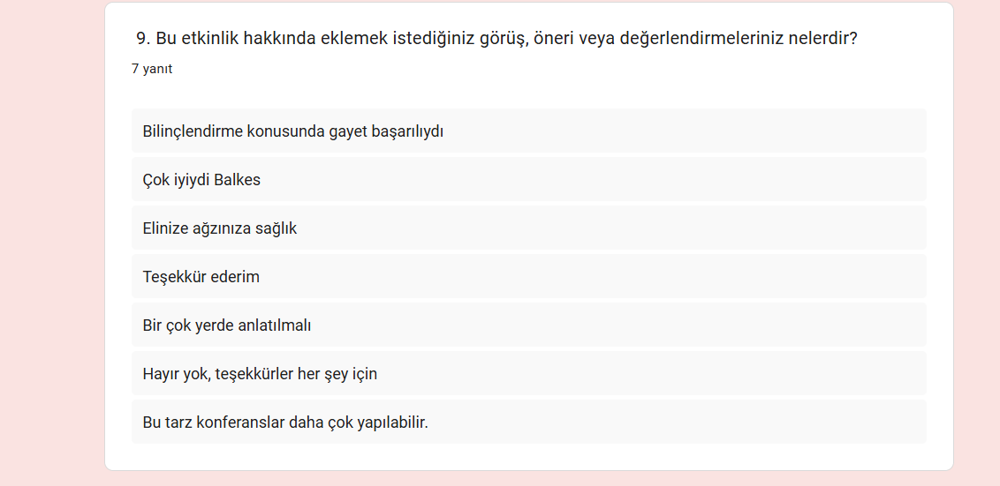 9. Bu etkinlik hakkında eklemek istediğiniz görüş, öneri veya değerlendirmeleriniz nelerdir?
7 yanıt
Bilinçlendirme konusunda gayet başarılıydı
Çok iyiydi Balkes
Elinize ağzınıza sağlık
Teşekkür ederim
Bir çok yerde anlatılmalı
Hayır yok, teşekkürler her şey için
Bu tarz konferanslar daha çok yapılabilir.